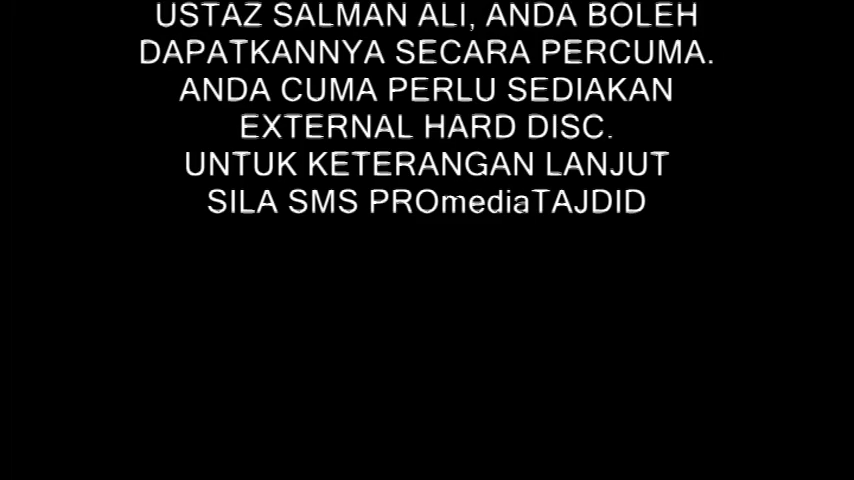 USTAZ SALMAN ALI, ANDA BOLEH
DAPATKANNYA SECARA PERCUMA.
ANDA CUMA PERLU SEDIAKAN
EXTERNAL HARD DISC.
UNTUK KETERANGAN LANJUT
SILA SMS PROmediaTAJDID